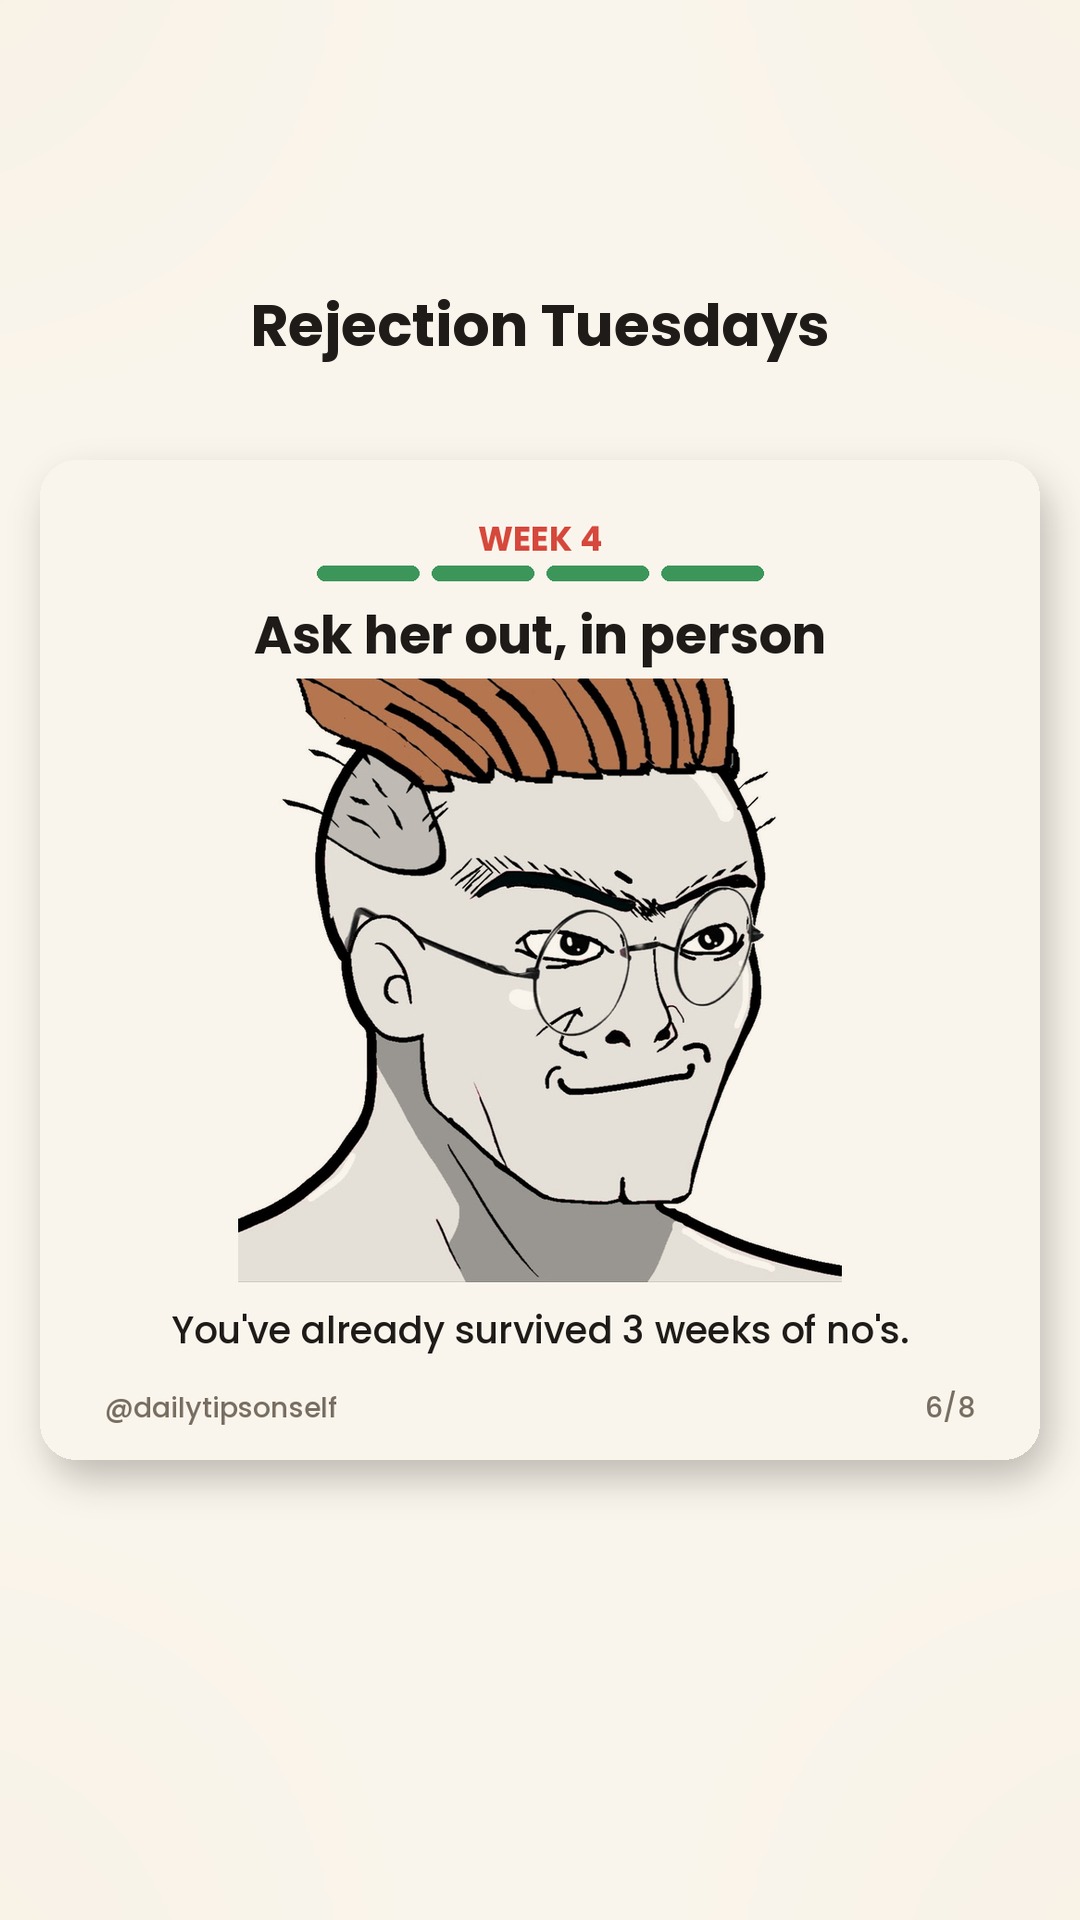 Rejection Tuesdays
WEEK 4
Ask her out, in person
You've already survived 3 weeks of no's.
@dailytipsonself
6/8